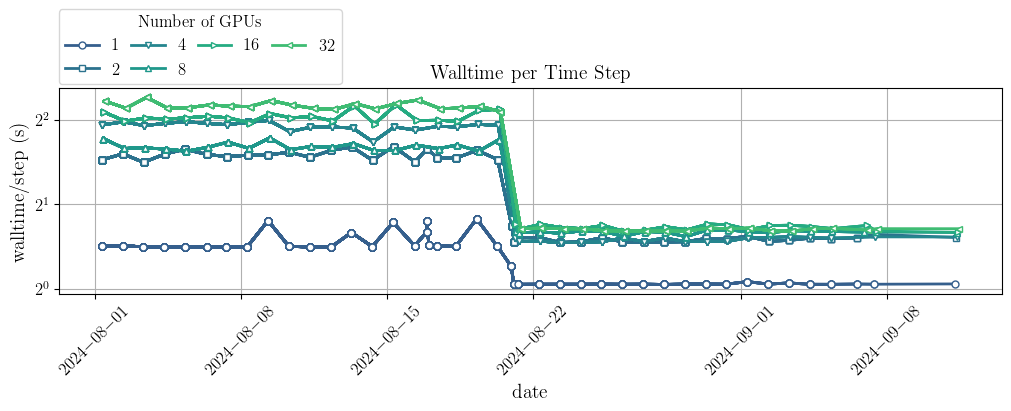 Number of GPUs
1 4 16 32
2 8
Walltime per Time Step
walltime/step (s)
2^2
2^1
2^0
2024-08-01 2024-08-08 2024-08-15 2024-08-22 2024-09-01 2024-09-08
date